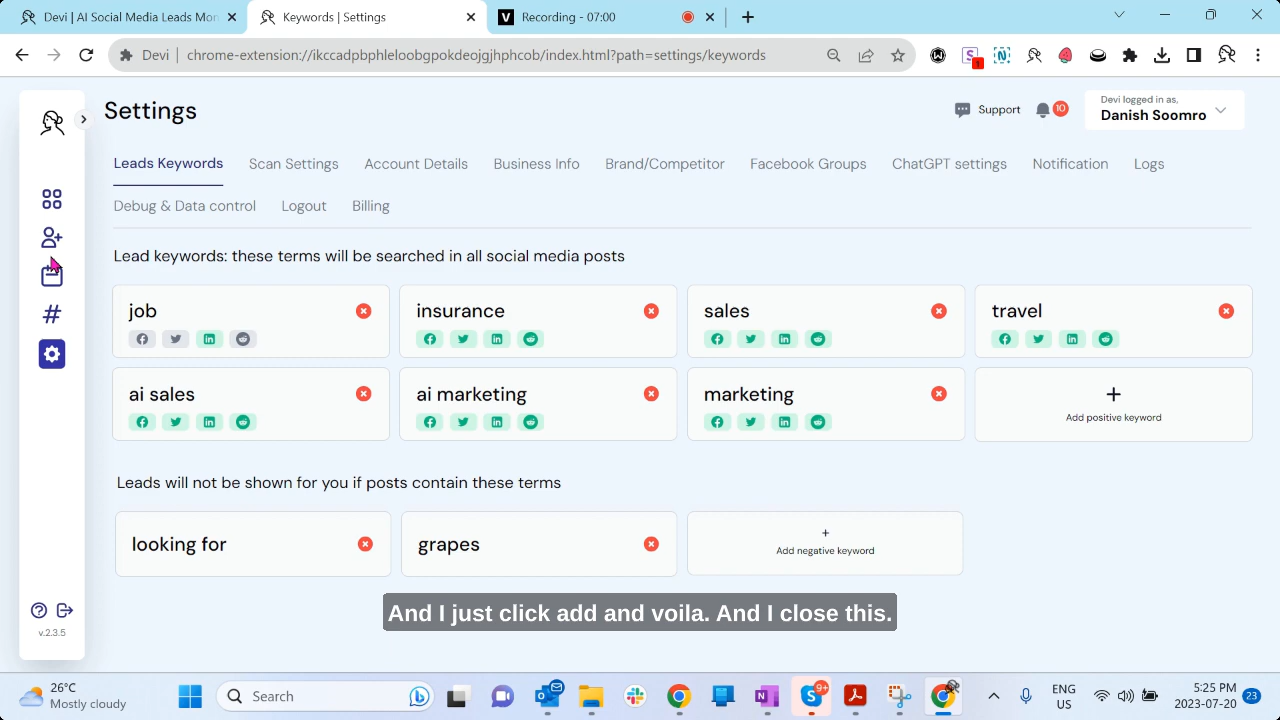 Devi | AI Social Media Leads Mon
Keywords | Settings
Recording - 07:00
Devi
chrome-extension://ikccadpbphleloobgpokdeojgjhphcob/index.html?path=settings/keywords
1
Settings
Support
10
Devi logged in as,
Danish Soomro
Leads Keywords
Scan Settings
Account Details
Business Info
Brand/Competitor
Facebook Groups
ChatGPT settings
Notification
Logs
Debug & Data control
Logout
Billing
Lead keywords: these terms will be searched in all social media posts
job
insurance
sales
travel
ai sales
ai marketing
marketing
+
Add positive keyword
Leads will not be shown for you if posts contain these terms
looking for
grapes
+
Add negative keyword
And I just click add and voila. And I close this.
v.2.3.5
26°C
Mostly cloudy
Search
9+
ENG
US
5:25 PM
2023-07-20
23